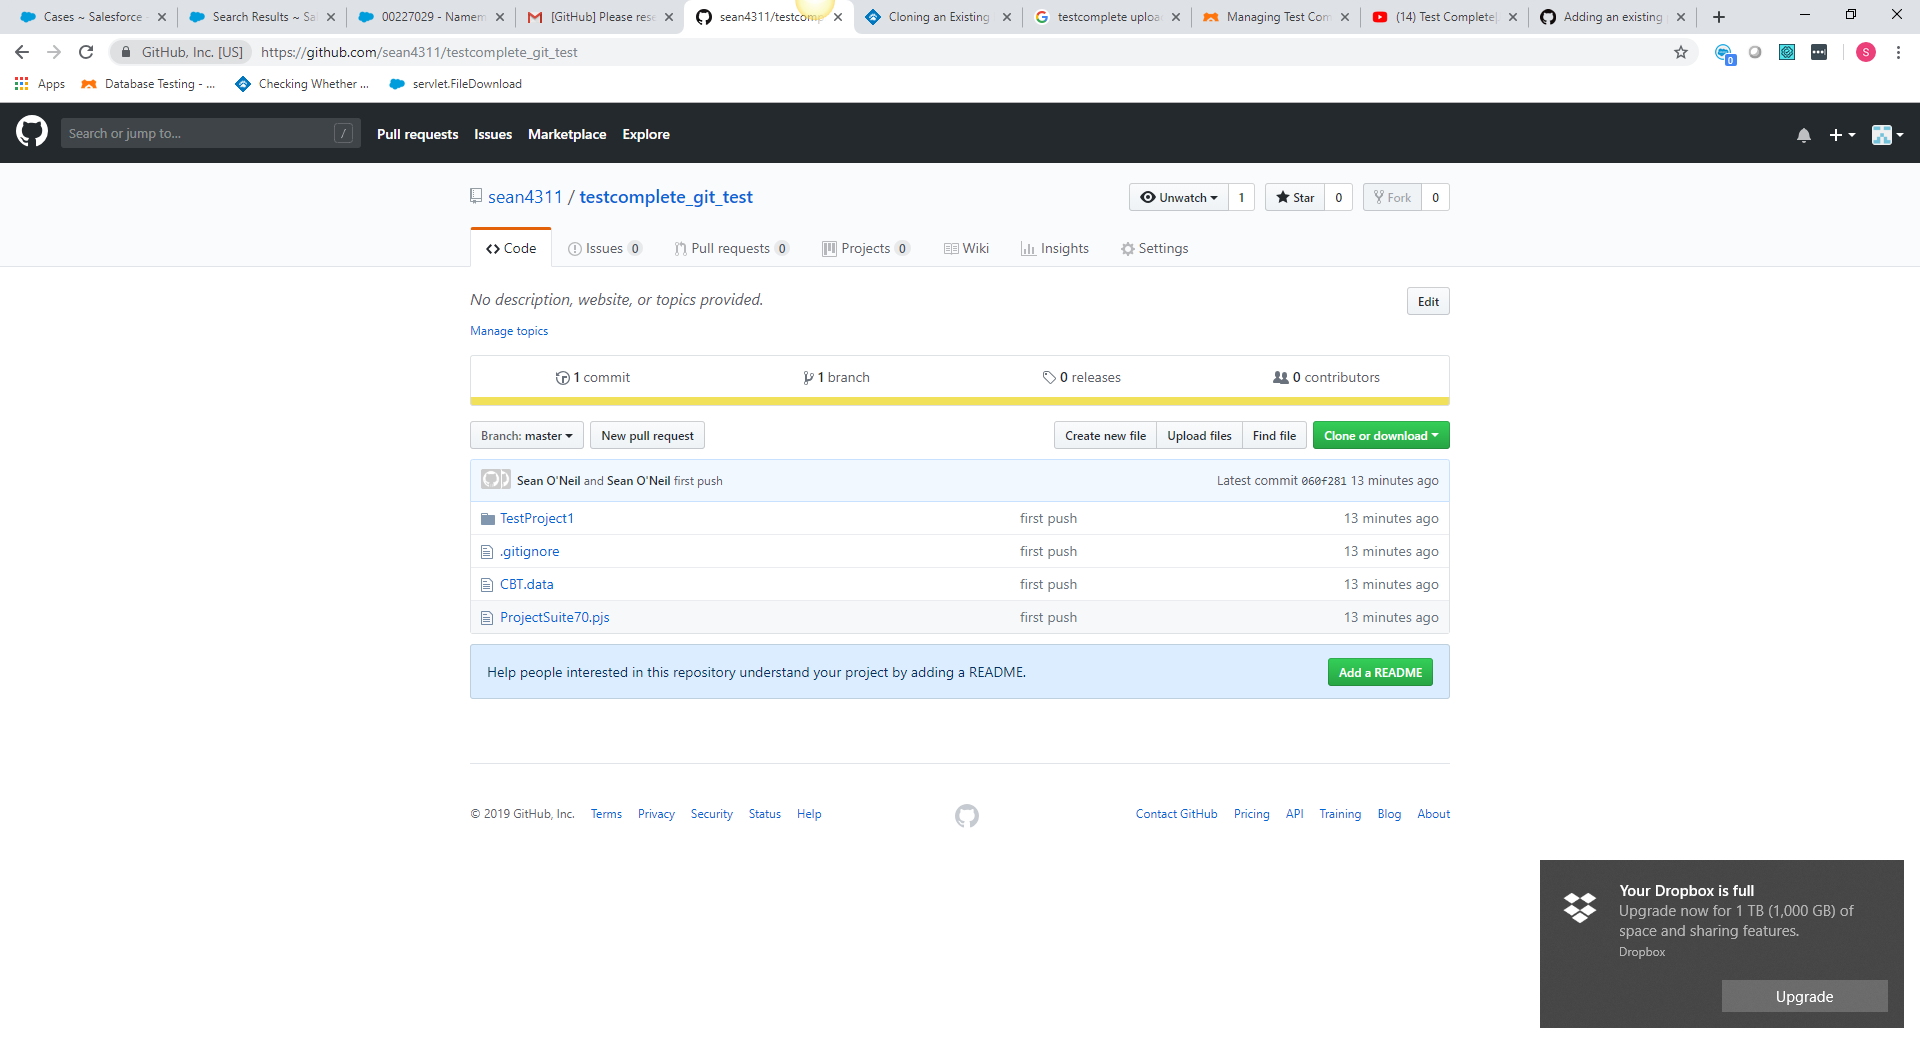 Cases ~ Salesforce
Search Results ~ Sa
00227029 - Namem
[GitHub] Please rese
sean4311/testcomp
Cloning an Existing
testcomplete uploa
Managing Test Com
(14) Test Complete|
Adding an existing
GitHub, Inc. [US]
https://github.com/sean4311/testcomplete_git_test
0
S
Apps
Database Testing - ...
Checking Whether ...
servlet.FileDownload
Search or jump to...
/
Pull requests
Issues
Marketplace
Explore
sean4311 / testcomplete_git_test
Unwatch
1
Star
0
Fork
0
Code
Issues 0
Pull requests 0
Projects 0
Wiki
Insights
Settings
No description, website, or topics provided.
Edit
Manage topics
1 commit
1 branch
0 releases
0 contributors
Branch: master
New pull request
Create new file
Upload files
Find file
Clone or download
Sean O'Neil and Sean O'Neil first push
Latest commit 060f281 13 minutes ago
TestProject1
first push
13 minutes ago
.gitignore
first push
13 minutes ago
CBT.data
first push
13 minutes ago
ProjectSuite70.pjs
first push
13 minutes ago
Help people interested in this repository understand your project by adding a README.
Add a README
© 2019 GitHub, Inc.
Terms
Privacy
Security
Status
Help
Contact GitHub
Pricing
API
Training
Blog
About
Your Dropbox is full
Upgrade now for 1 TB (1,000 GB) of
space and sharing features.
Dropbox
Upgrade